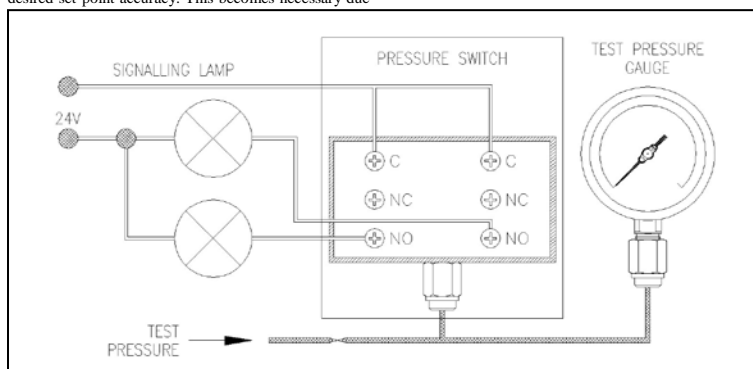 desired set point accuracy. This becomes necessary due
SIGNALLING LAMP
PRESSURE SWITCH
TEST PRESSURE
GAUGE
24V
C
C
NC
NC
NO
NO
TEST
PRESSURE